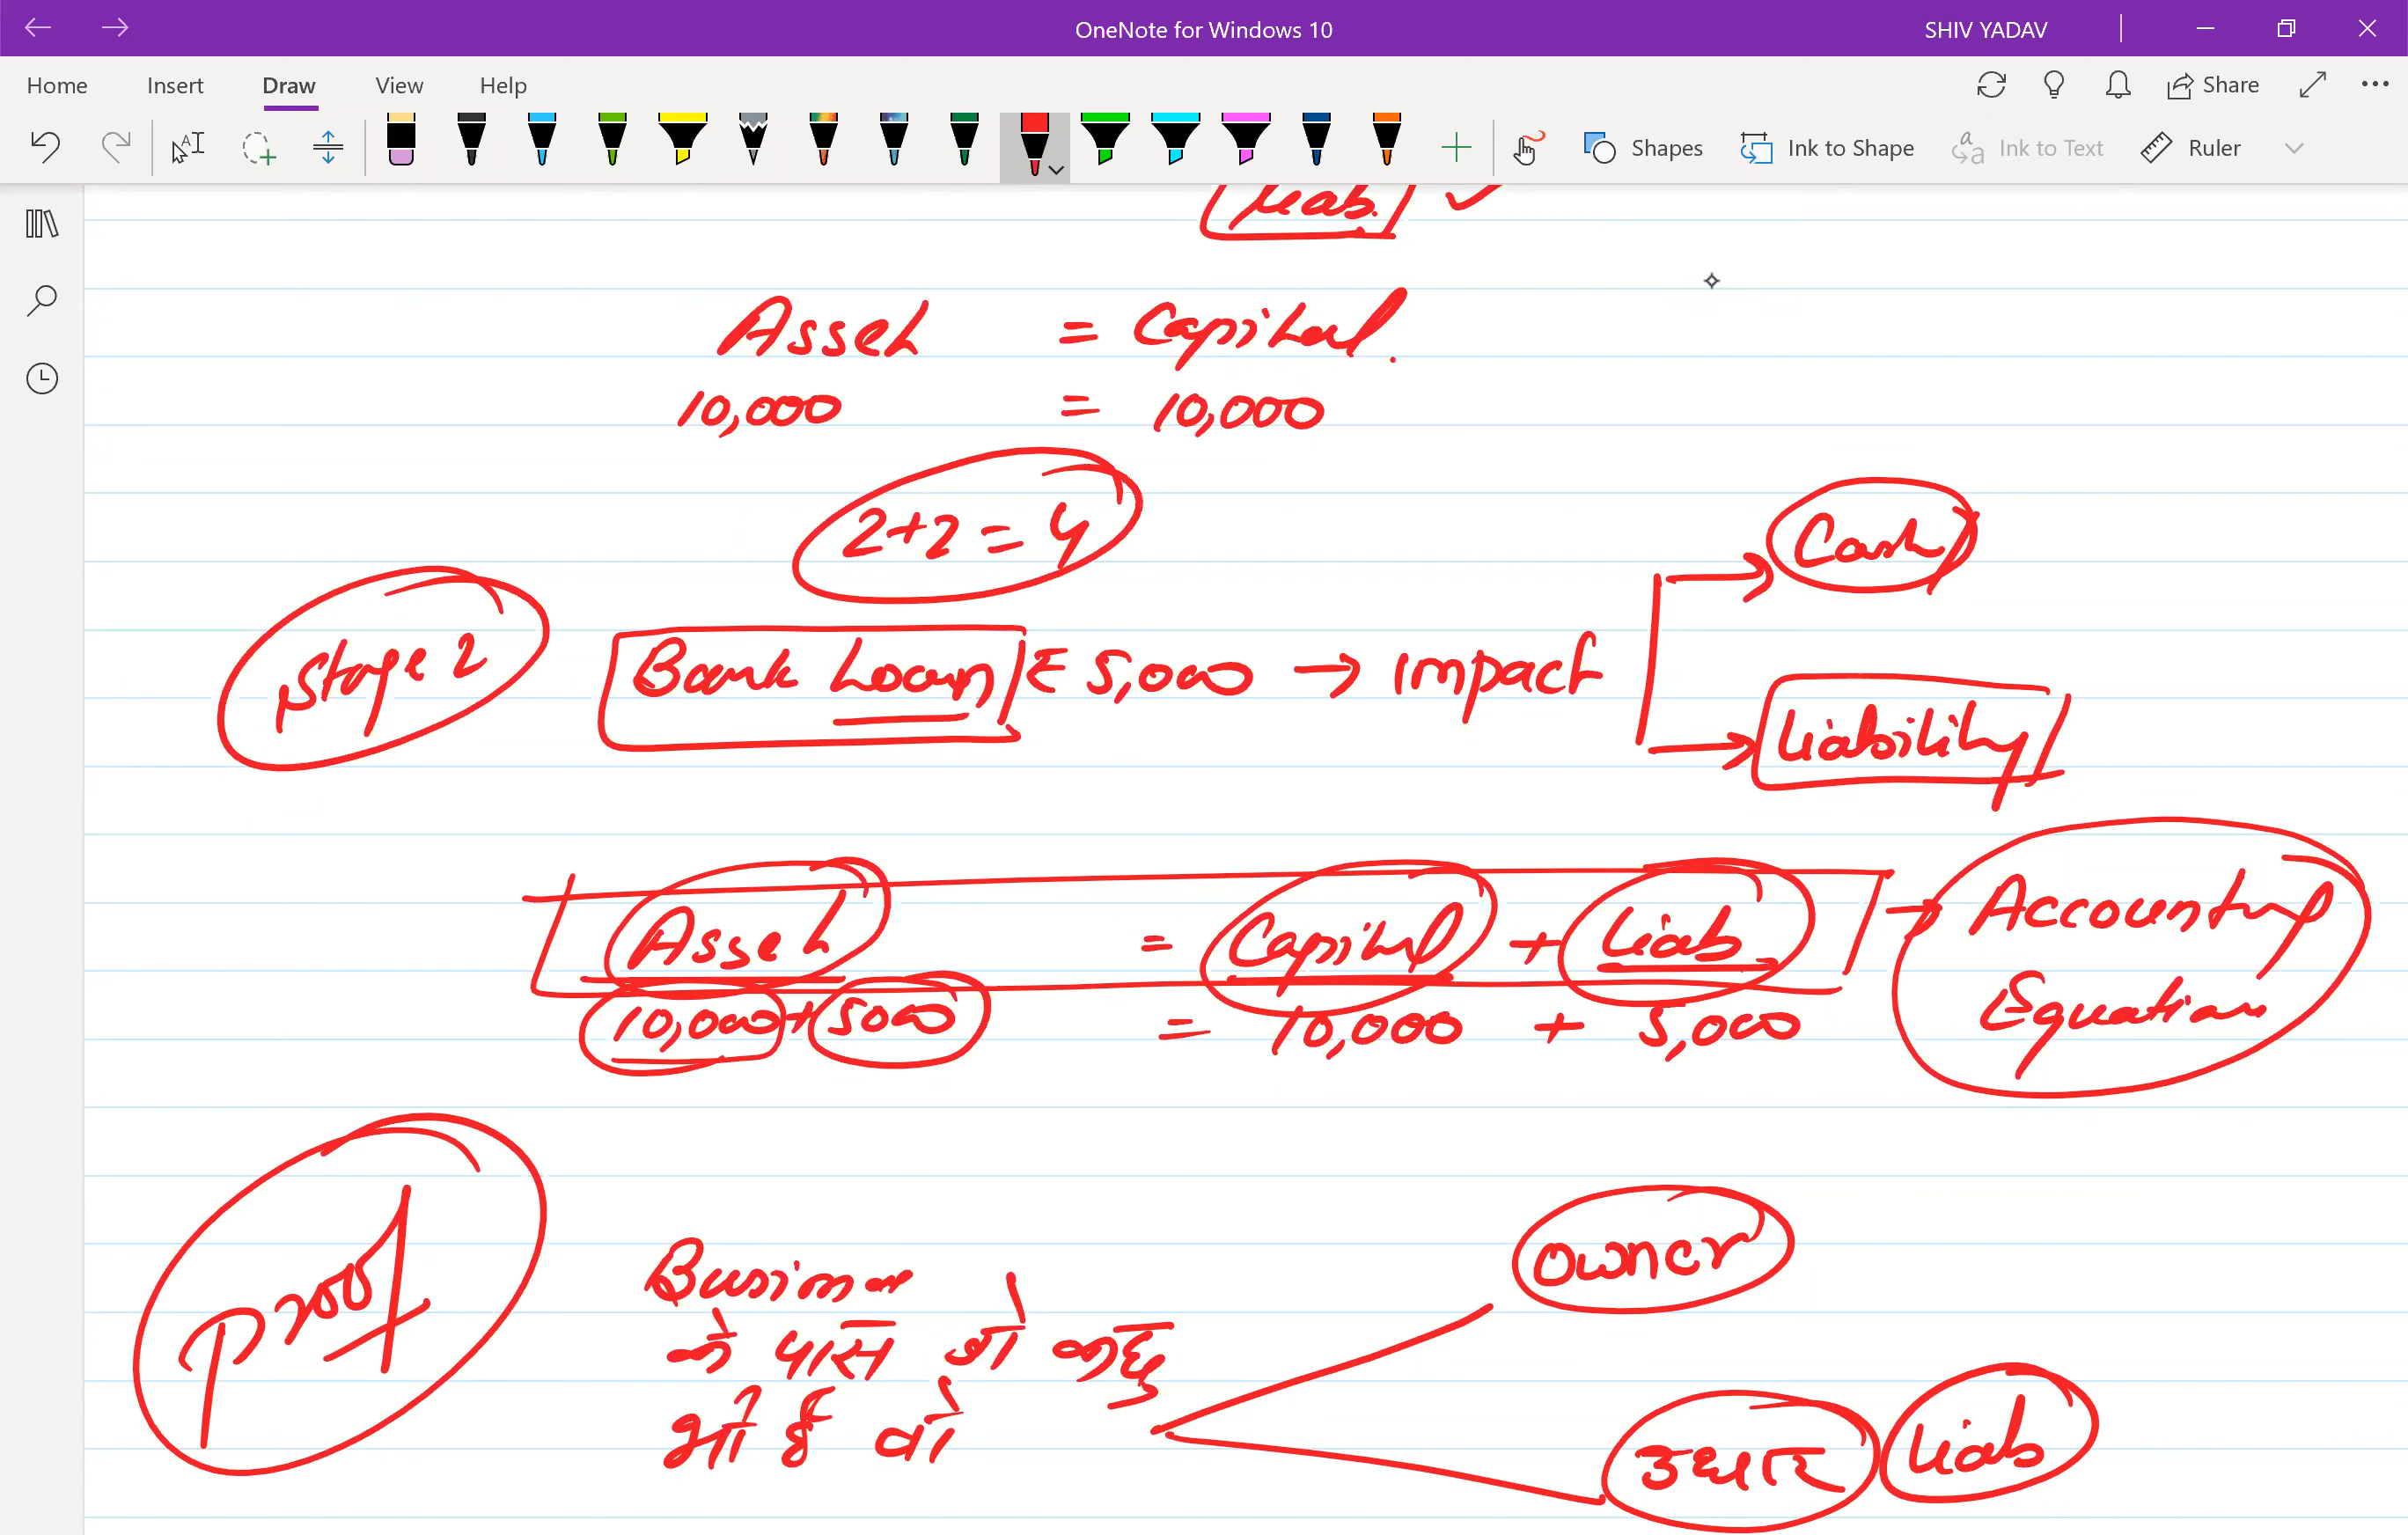 OneNote for Windows 10 SHIV YADAV
Home Insert Draw View Help Share
Shapes Ink to Shape Ink to Text Ruler
Liab.
Asset = Capital.
10,000 = 10,000
2+2 = 4
Cash
Stage 2 Bank Loan ₹ 5,000 → Impact
Liability
Asset = Capital + Liab → Accounting
10,000 + 5000 = 10,000 + 5,000 Equation
Proof
Owner
Business
के पास जो कुछ
भी है वो
उधार Liab